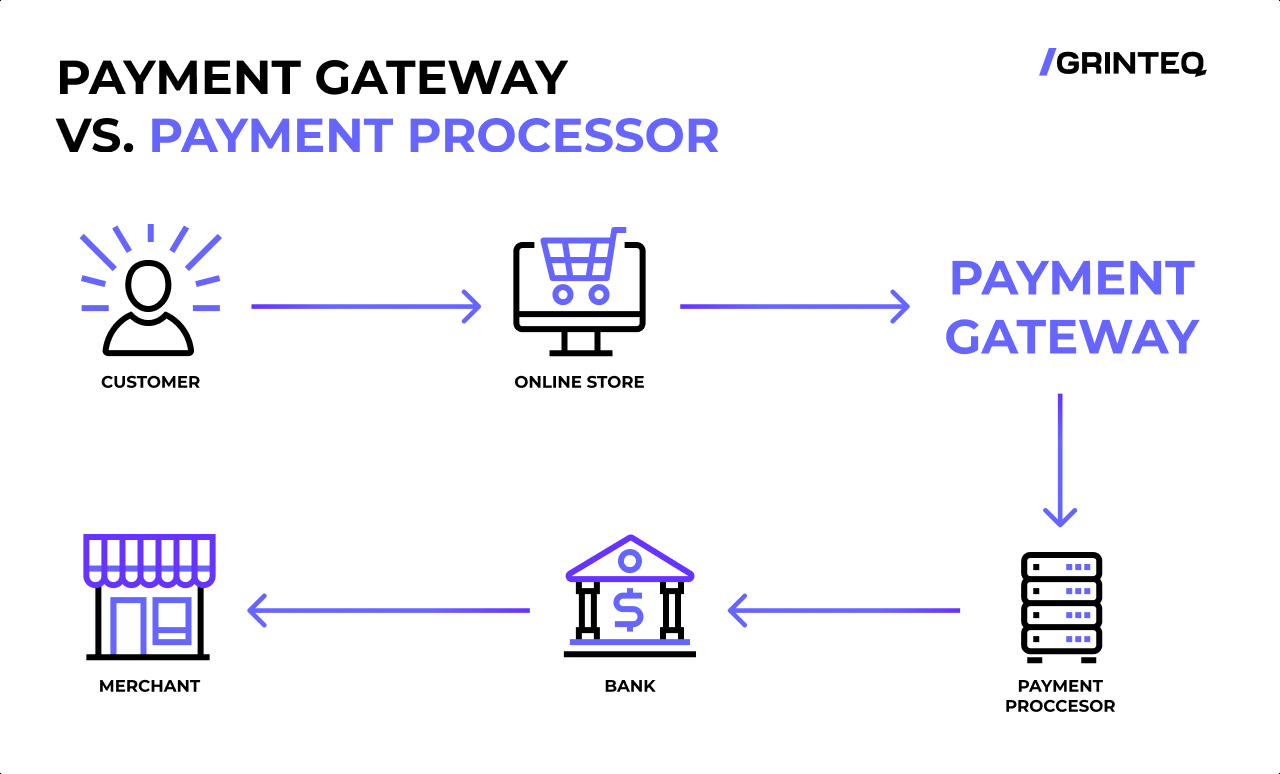 PAYMENT GATEWAY
VS. PAYMENT PROCESSOR
/GRINTEQ
CUSTOMER
ONLINE STORE
PAYMENT
GATEWAY
MERCHANT
BANK
PAYMENT
PROCCESOR